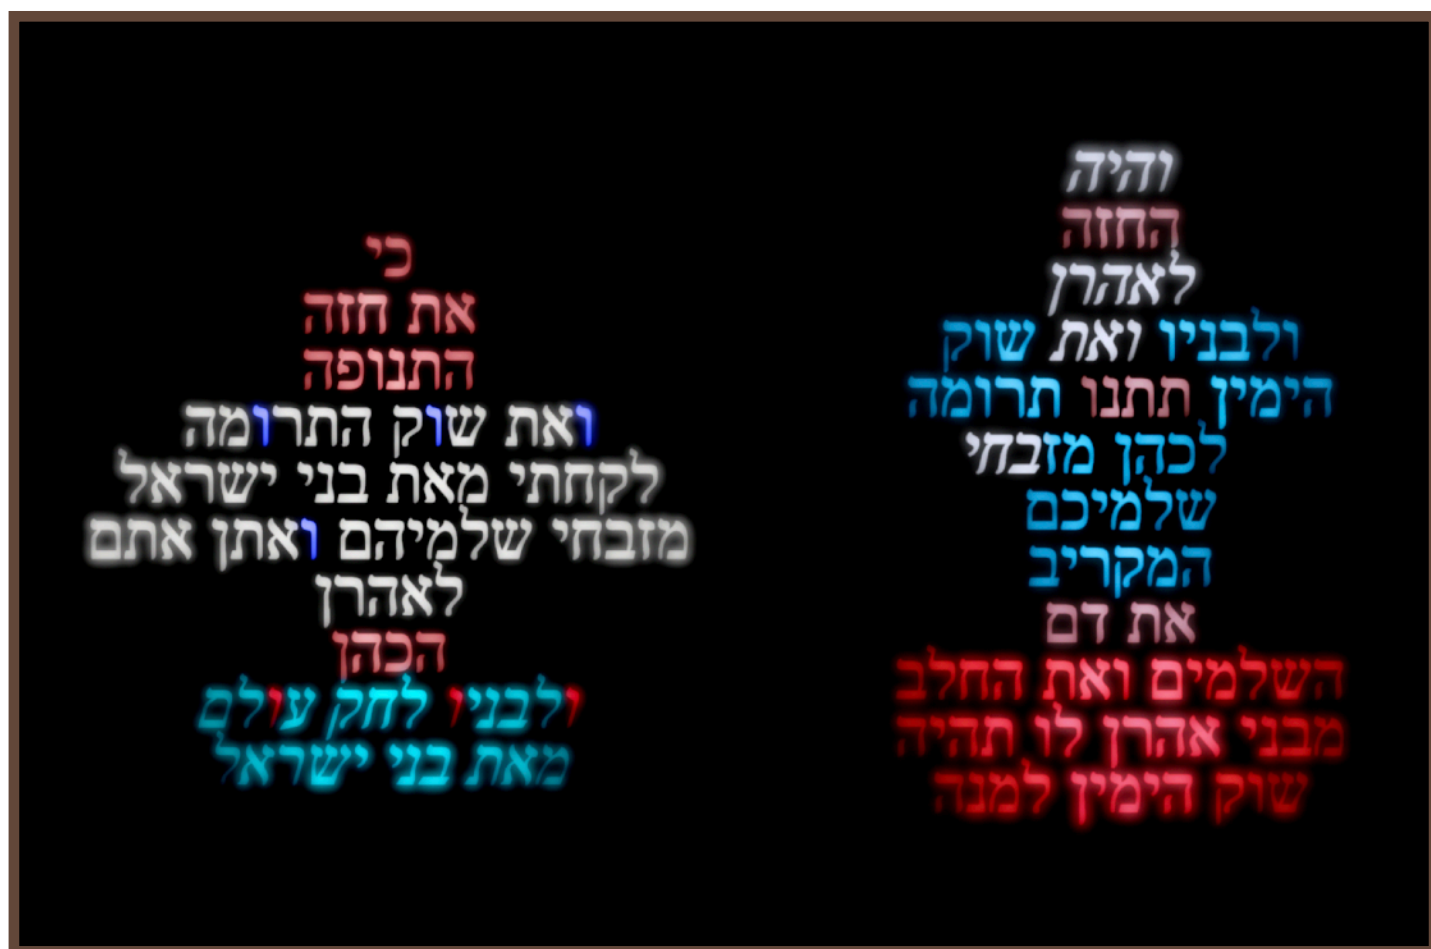 והיה
החזה
לאהרן
ולבניו ואת שוק
הימין תתנו תרומה
לכהן מזבחי
שלמיכם
המקריב
את דם
השלמים ואת החלב
מבני אהרן לו תהיה
שוק הימין למנה
כי
את חזה
התנופה
ואת שוק התרומה
לקחתי מאת בני ישראל
מזבחי שלמיהם ואתן אתם
לאהרן
הכהן
ולבניו לחק עולם
מאת בני ישראל